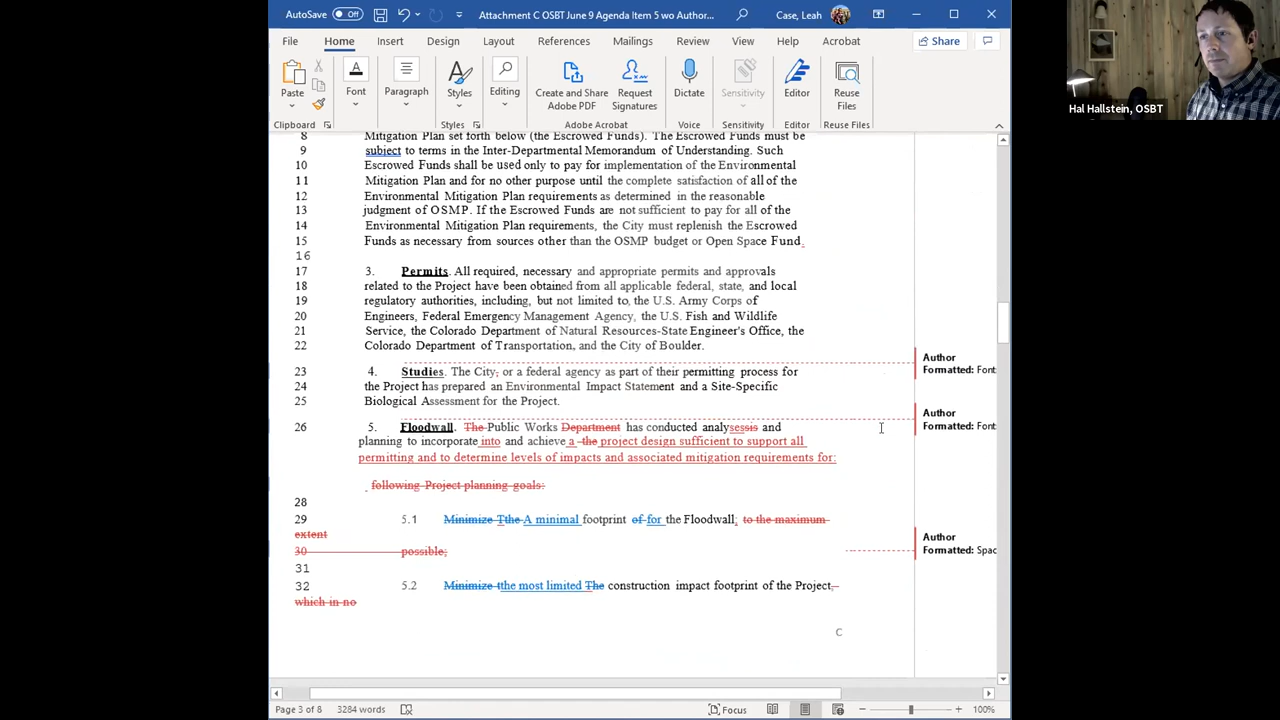 AutoSave Off Attachment C OSBT June 9 Agenda Item 5 wo Author... Case, Leah
File Home Insert Design Layout References Mailings Review View Help Acrobat Share
Paste Font Paragraph Styles Editing Create and Share Adobe PDF Request Signatures Dictate Sensitivity Editor Reuse Files
Clipboard Styles Adobe Acrobat Voice Sensitivity Editor Reuse Files
Hal Hallstein, OSBT
8 Mitigation Plan set forth below (the Escrowed Funds). The Escrowed Funds must be
9 subject to terms in the Inter-Departmental Memorandum of Understanding. Such
10 Escrowed Funds shall be used only to pay for implementation of the Environmental
11 Mitigation Plan and for no other purpose until the complete satisfaction of all of the
12 Environmental Mitigation Plan requirements as determined in the reasonable
13 judgment of OSMP. If the Escrowed Funds are not sufficient to pay for all of the
14 Environmental Mitigation Plan requirements, the City must replenish the Escrowed
15 Funds as necessary from sources other than the OSMP budget or Open Space Fund.
16
17 3. Permits. All required, necessary and appropriate permits and approvals
18 related to the Project have been obtained from all applicable federal, state, and local
19 regulatory authorities, including, but not limited to, the U.S. Army Corps of
20 Engineers, Federal Emergency Management Agency, the U.S. Fish and Wildlife
21 Service, the Colorado Department of Natural Resources-State Engineer's Office, the
22 Colorado Department of Transportation, and the City of Boulder.
23 4. Studies. The City, or a federal agency as part of their permitting process for
24 the Project has prepared an Environmental Impact Statement and a Site-Specific
25 Biological Assessment for the Project.
26 5. Floodwall. The Public Works Department has conducted analysessis and
planning to incorporate into and achieve a the project design sufficient to support all
permitting and to determine levels of impacts and associated mitigation requirements for:
following Project planning goals:
28
29 5.1 Minimize Tthe A minimal footprint of for the Floodwall; to the maximum
extent
30 possible;
31
32 5.2 Minimize tthe most limited The construction impact footprint of the Project,
which in no
C
Author
Formatted: Font
Author
Formatted: Font
Author
Formatted: Spac
Page 3 of 8 3284 words Focus 100%